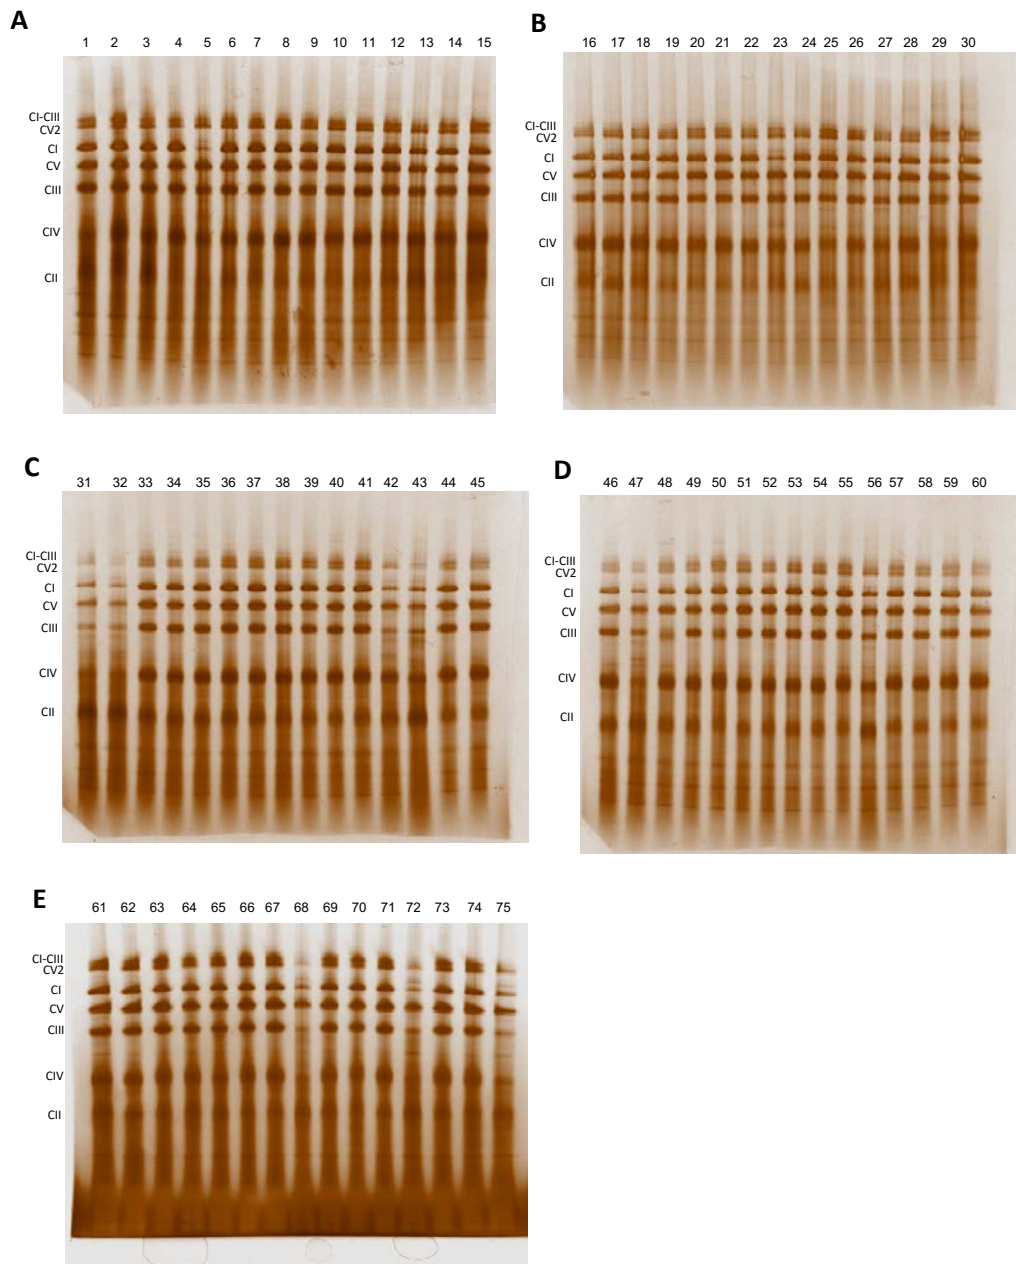 A
1 2 3 4 5 6 7 8 9 10 11 12 13 14 15
CI-CIII
CV2
CI
CV
CIII
CIV
CII
B
16 17 18 19 20 21 22 23 24 25 26 27 28 29 30
CI-CIII
CV2
CI
CV
CIII
CIV
CII
C
31 32 33 34 35 36 37 38 39 40 41 42 43 44 45
CI-CIII
CV2
CI
CV
CIII
CIV
CII
D
46 47 48 49 50 51 52 53 54 55 56 57 58 59 60
CI-CIII
CV2
CI
CV
CIII
CIV
CII
E
61 62 63 64 65 66 67 68 69 70 71 72 73 74 75
CI-CIII
CV2
CI
CV
CIII
CIV
CII